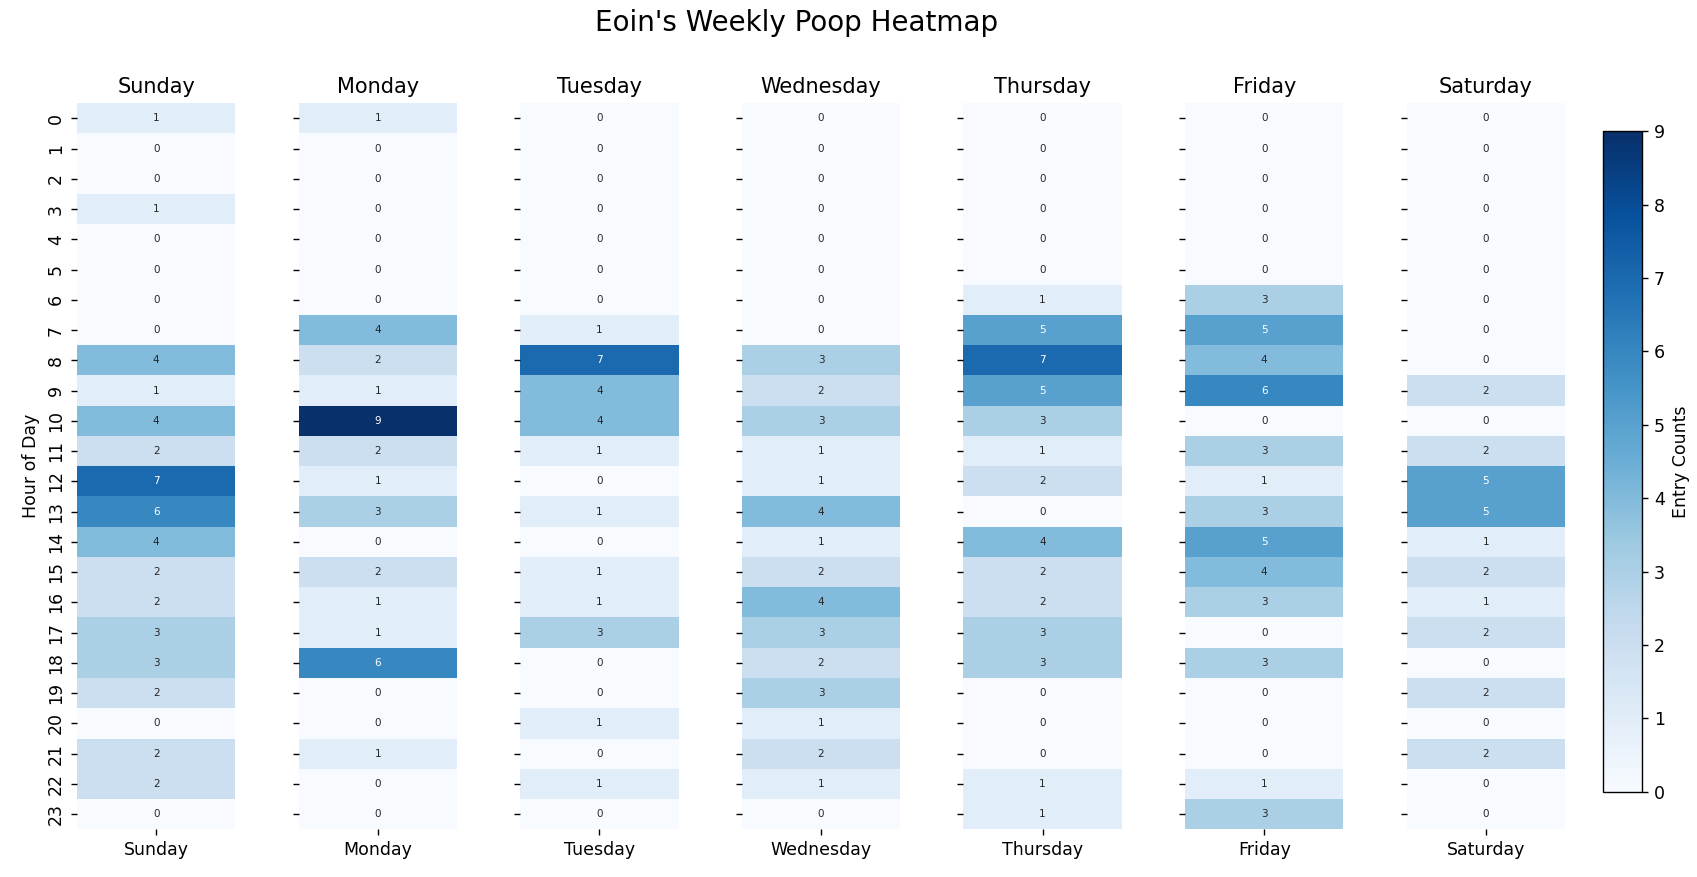 Eoin's Weekly Poop Heatmap
Sunday Monday Tuesday Wednesday Thursday Friday Saturday
0 1 1 0 0 0 0 0 9
1 0 0 0 0 0 0 0
2 0 0 0 0 0 0 0 8
3 1 0 0 0 0 0 0
4 0 0 0 0 0 0 0
5 0 0 0 0 0 0 0 7
6 0 0 0 0 1 3 0
7 0 4 1 0 5 5 0 6
8 4 2 7 3 7 4 0
9 1 1 4 2 5 6 2
10 4 9 4 3 3 0 0 5
11 2 2 1 1 1 3 2
12 7 1 0 1 2 1 5
Hour of Day
Entry Counts
13 6 3 1 4 0 3 5 4
14 4 0 0 1 4 5 1
15 2 2 1 2 2 4 2 3
16 2 1 1 4 2 3 1
17 3 1 3 3 3 0 2
18 3 6 0 2 3 3 0 2
19 2 0 0 3 0 0 2
20 0 0 1 1 0 0 0 1
21 2 1 0 2 0 0 2
22 2 0 1 1 1 1 0 0
23 0 0 0 0 1 3 0
Sunday Monday Tuesday Wednesday Thursday Friday Saturday